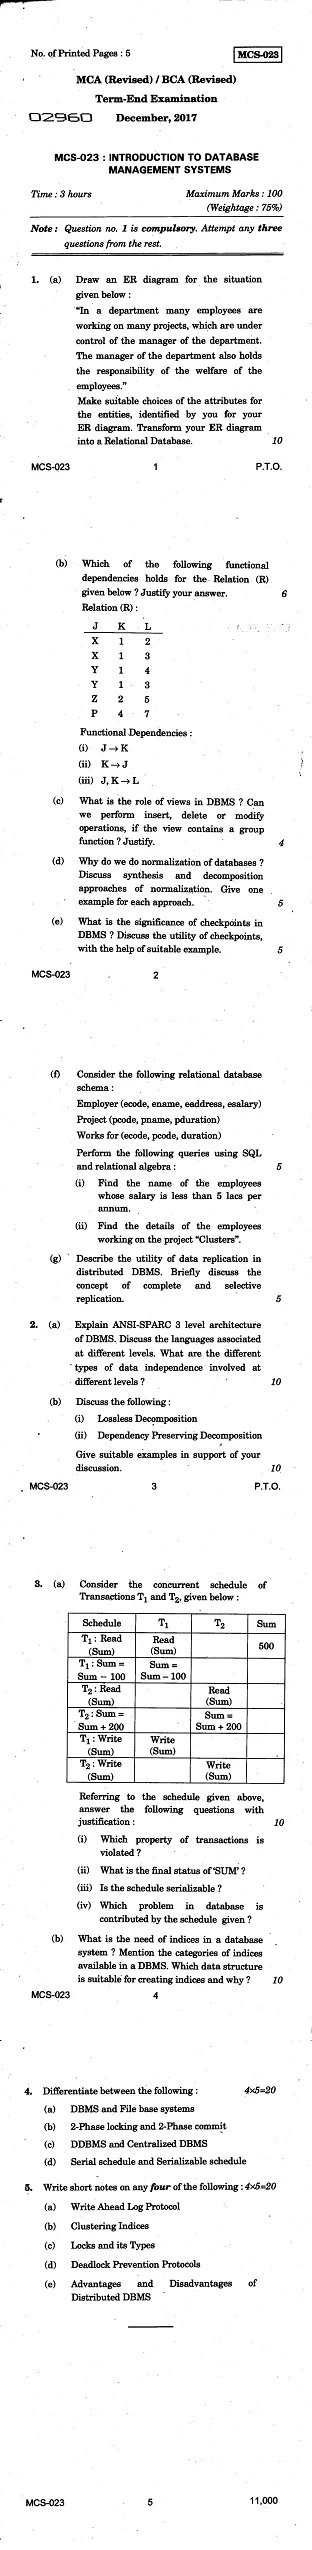 No. of Printed Pages : 5 MCS-023
MCA (Revised) / BCA (Revised)
Term-End Examination
02960 December, 2017
MCS-023 : INTRODUCTION TO DATABASE
MANAGEMENT SYSTEMS
Time : 3 hours Maximum Marks : 100
(Weightage : 75%)
Note : Question no. 1 is compulsory. Attempt any three
questions from the rest.
1. (a) Draw an ER diagram for the situation
given below :
"In a department many employees are
working on many projects, which are under
control of the manager of the department.
The manager of the department also holds
the responsibility of the welfare of the
employees."
Make suitable choices of the attributes for
the entities, identified by you for your
ER diagram. Transform your ER diagram
into a Relational Database. 10
MCS-023 1 P.T.O.
(b) Which of the following functional
dependencies holds for the Relation (R)
given below ? Justify your answer. 6
Relation (R) :
J K L
X 1 2
X 1 3
Y 1 4
Y 1 3
Z 2 5
P 4 7
Functional Dependencies :
(i) J → K
(ii) K → J
(iii) J, K → L
(c) What is the role of views in DBMS ? Can
we perform insert, delete or modify
operations, if the view contains a group
function ? Justify. 4
(d) Why do we do normalization of databases ?
Discuss synthesis and decomposition
approaches of normalization. Give one
example for each approach. 5
(e) What is the significance of checkpoints in
DBMS ? Discuss the utility of checkpoints,
with the help of suitable example. 5
MCS-023 2
(f) Consider the following relational database
schema :
Employer (ecode, ename, eaddress, esalary)
Project (pcode, pname, pduration)
Works for (ecode, pcode, duration)
Perform the following queries using SQL
and relational algebra : 5
(i) Find the name of the employees
whose salary is less than 5 lacs per
annum.
(ii) Find the details of the employees
working on the project "Clusters".
(g) Describe the utility of data replication in
distributed DBMS. Briefly discuss the
concept of complete and selective
replication. 5
2. (a) Explain ANSI-SPARC 3 level architecture
of DBMS. Discuss the languages associated
at different levels. What are the different
types of data independence involved at
different levels ? 10
(b) Discuss the following :
(i) Lossless Decomposition
(ii) Dependency Preserving Decomposition
Give suitable examples in support of your
discussion. 10
MCS-023 3 P.T.O.
3. (a) Consider the concurrent schedule of
Transactions T1 and T2, given below :
Schedule T1 T2 Sum
T1 : Read Read 500
(Sum) (Sum)
T1 : Sum = Sum =
Sum – 100 Sum – 100
T2 : Read Read
(Sum) (Sum)
T2 : Sum = Sum =
Sum + 200 Sum + 200
T1 : Write Write
(Sum) (Sum)
T2 : Write Write
(Sum) (Sum)
Referring to the schedule given above,
answer the following questions with
justification : 10
(i) Which property of transactions is
violated ?
(ii) What is the final status of 'SUM' ?
(iii) Is the schedule serializable ?
(iv) Which problem in database is
contributed by the schedule given ?
(b) What is the need of indices in a database
system ? Mention the categories of indices
available in a DBMS. Which data structure
is suitable for creating indices and why ? 10
MCS-023 4
4. Differentiate between the following : 4×5=20
(a) DBMS and File base systems
(b) 2-Phase locking and 2-Phase commit
(c) DDBMS and Centralized DBMS
(d) Serial schedule and Serializable schedule
5. Write short notes on any four of the following : 4×5=20
(a) Write Ahead Log Protocol
(b) Clustering Indices
(c) Locks and its Types
(d) Deadlock Prevention Protocols
(e) Advantages and Disadvantages of
Distributed DBMS
MCS-023 5 11,000